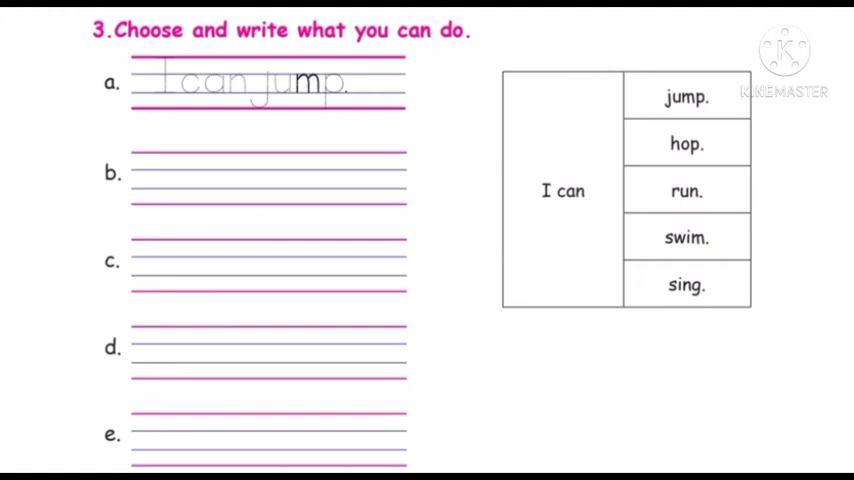 3.Choose and write what you can do.
a. I can jump.
b.
c.
d.
e.
I can
jump.
hop.
run.
swim.
sing.
K
KINEMASTER